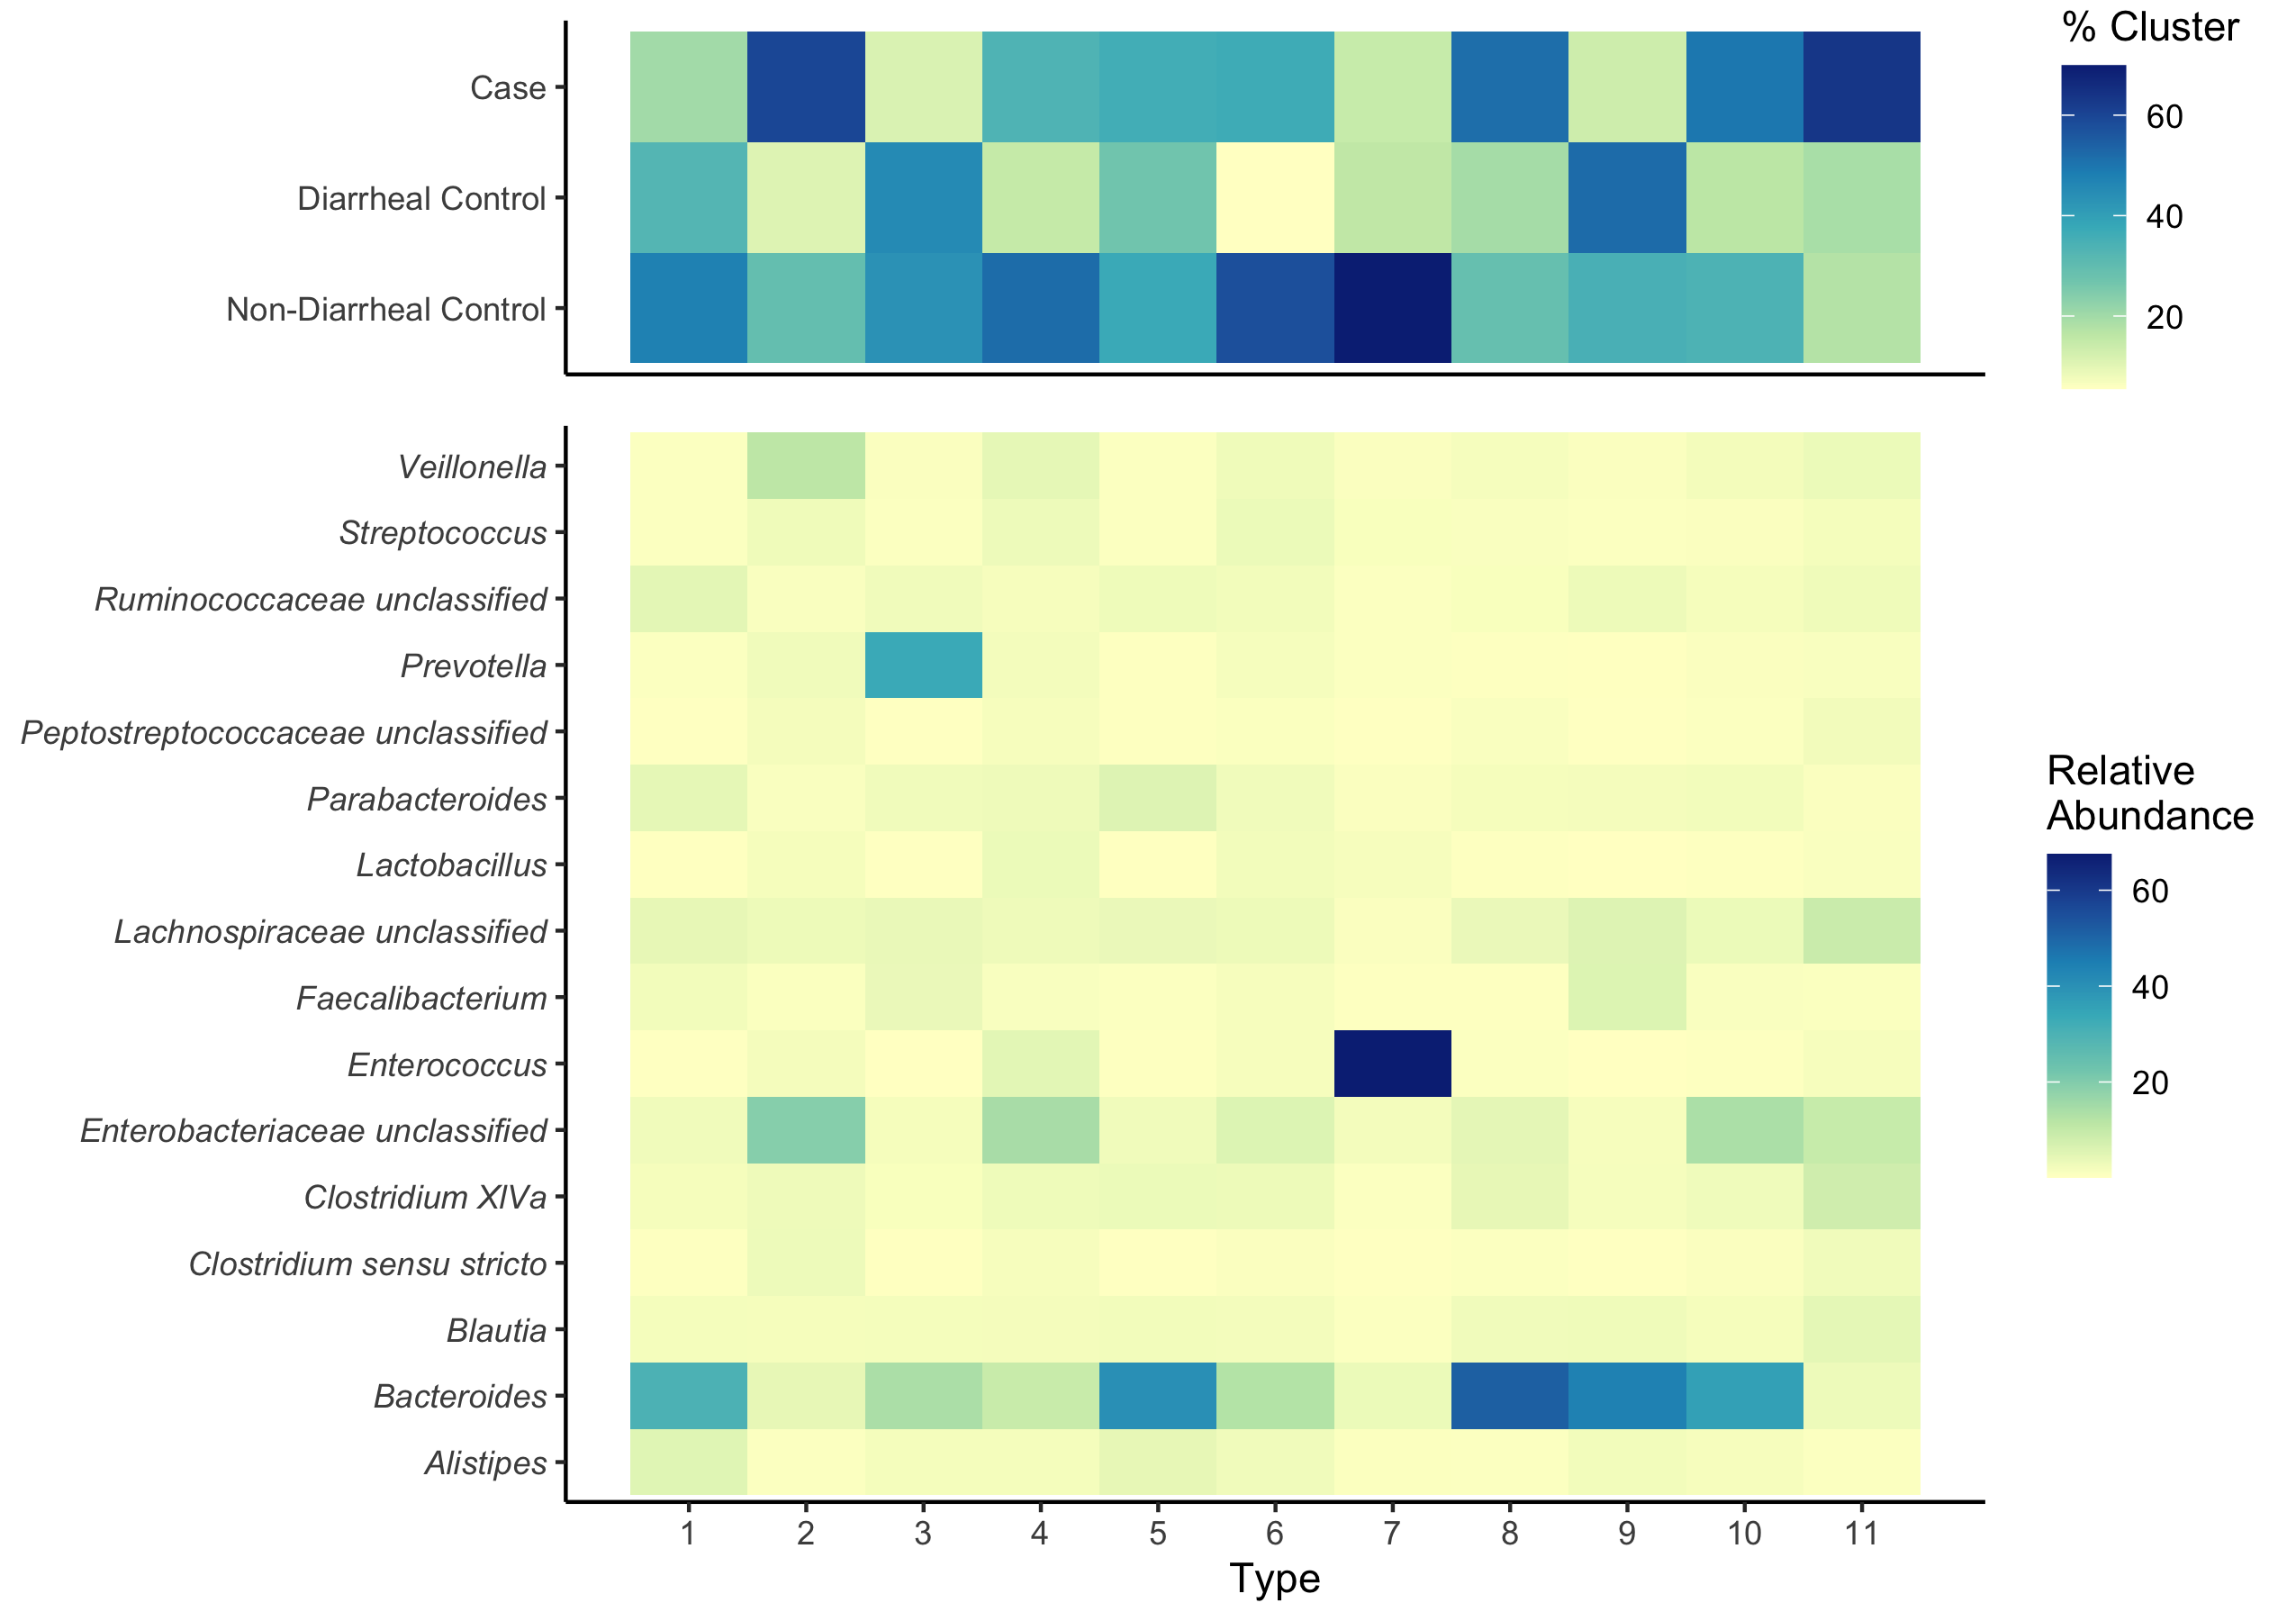 % Cluster
Case
60
Diarrheal Control
40
Non-Diarrheal Control
20
Veillonella
Streptococcus
Ruminococcaceae unclassified
Prevotella
Peptostreptococcaceae unclassified
Parabacteroides
Lactobacillus
Lachnospiraceae unclassified
Faecalibacterium
Enterococcus
Enterobacteriaceae unclassified
Clostridium XIVa
Clostridium sensu stricto
Blautia
Bacteroides
Alistipes
Relative
Abundance
60
40
20
1 2 3 4 5 6 7 8 9 10 11
Type